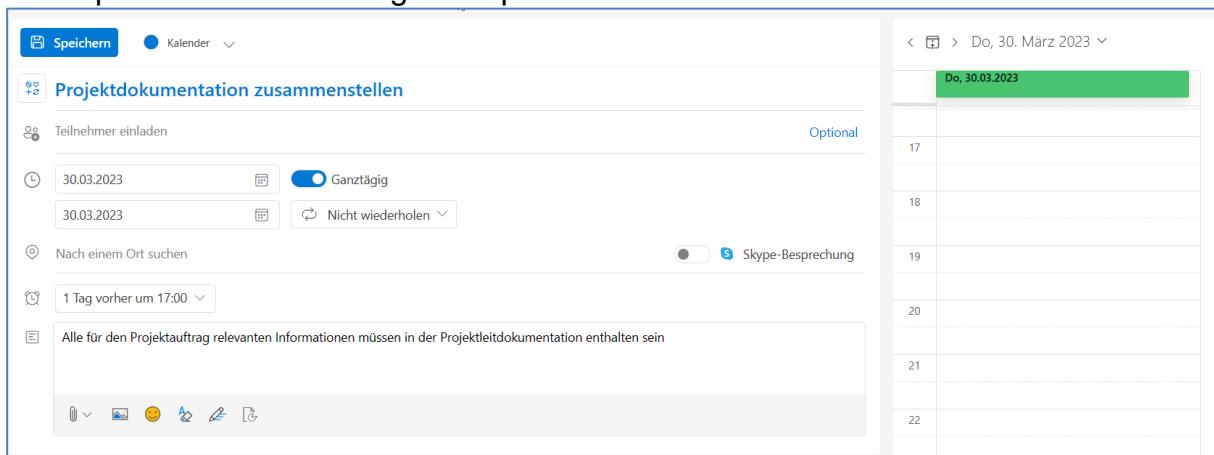 Speichern
Kalender
Do, 30. März 2023
Projektdokumentation zusammenstellen
Do, 30.03.2023
Teilnehmer einladen
Optional
30.03.2023
Ganztägig
30.03.2023
Nicht wiederholen
Nach einem Ort suchen
Skype-Besprechung
1 Tag vorher um 17:00
Alle für den Projektauftrag relevanten Informationen müssen in der Projektleitdokumentation enthalten sein
17
18
19
20
21
22